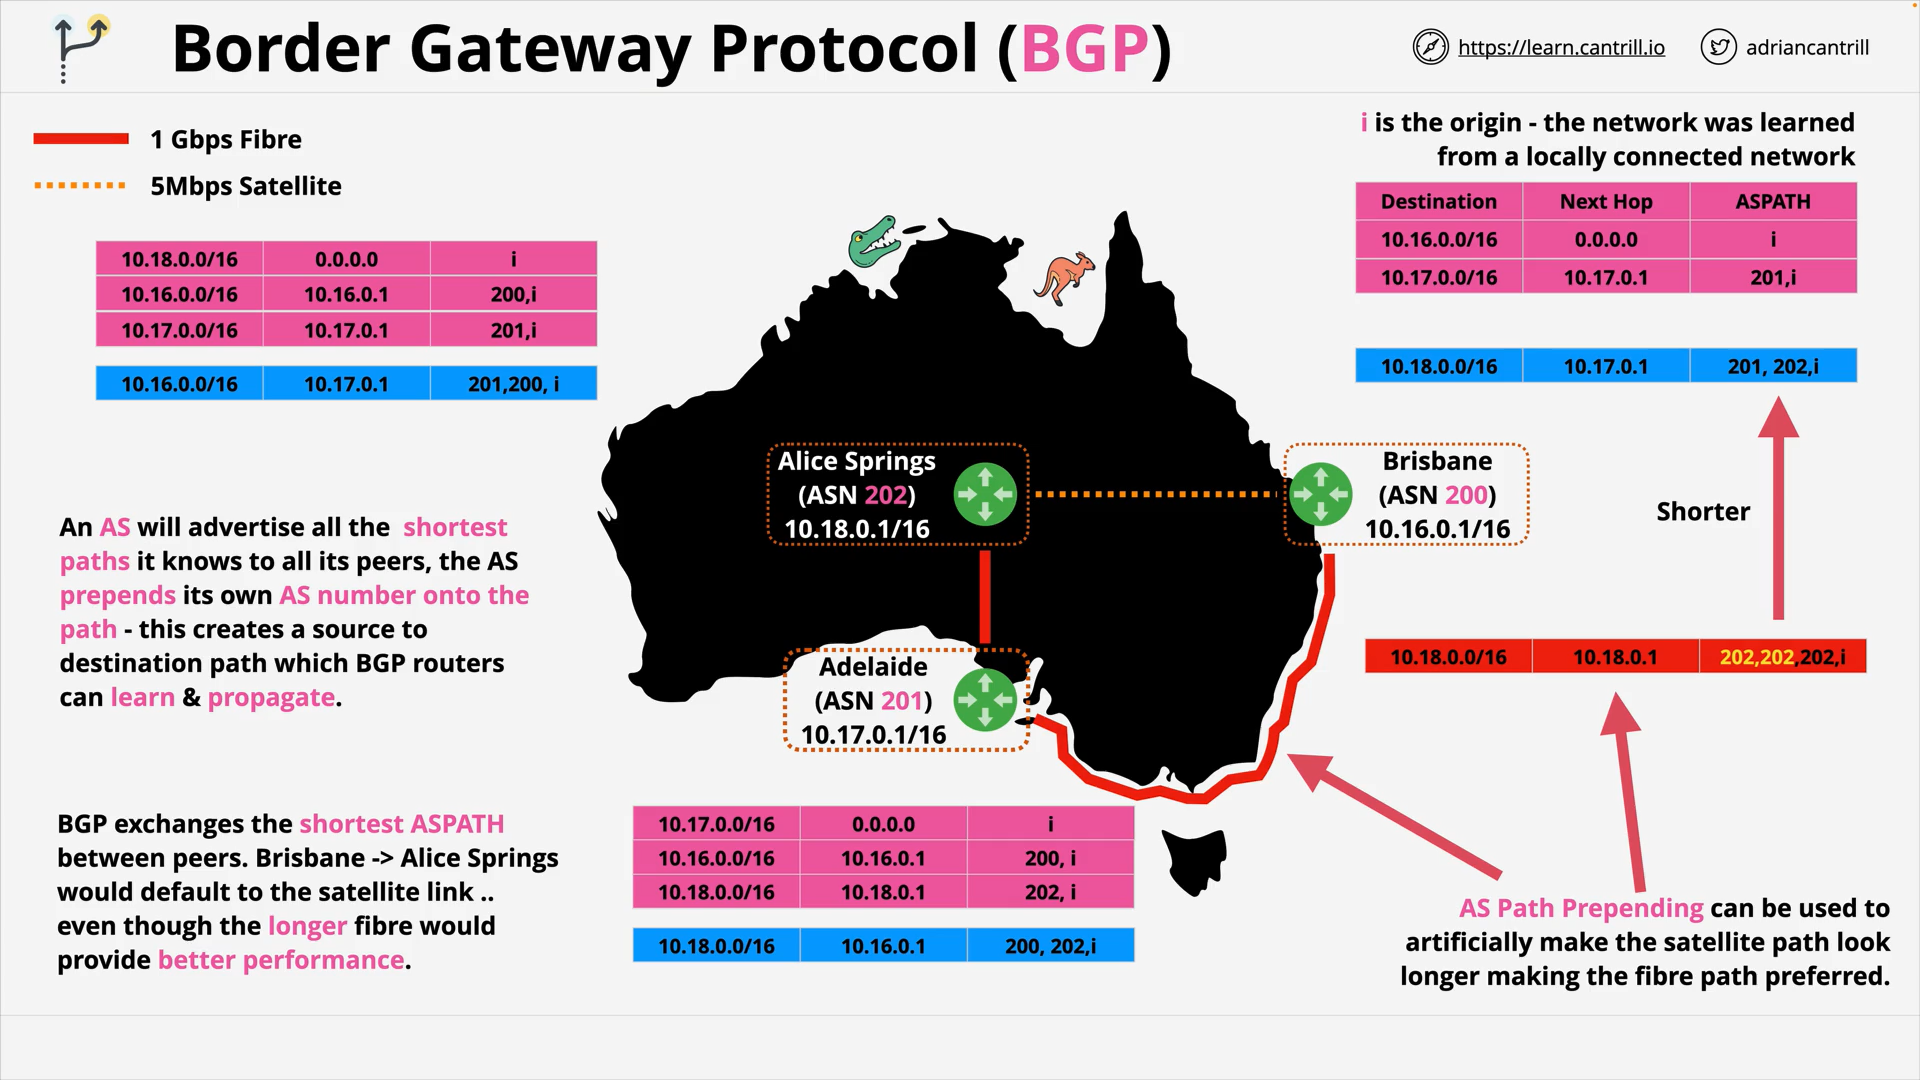 Border Gateway Protocol (BGP)
https://learn.cantrill.io
adriancantrill
1 Gbps Fibre
5Mbps Satellite
10.18.0.0/16 0.0.0.0 i
10.16.0.0/16 10.16.0.1 200,i
10.17.0.0/16 10.17.0.1 201,i
10.16.0.0/16 10.17.0.1 201,200, i
i is the origin - the network was learned
from a locally connected network
Destination Next Hop ASPATH
10.16.0.0/16 0.0.0.0 i
10.17.0.0/16 10.17.0.1 201,i
10.18.0.0/16 10.17.0.1 201, 202,i
Alice Springs
(ASN 202)
10.18.0.1/16
Brisbane
(ASN 200)
10.16.0.1/16
Shorter
An AS will advertise all the shortest
paths it knows to all its peers, the AS
prepends its own AS number onto the
path - this creates a source to
destination path which BGP routers
can learn & propagate.
Adelaide
(ASN 201)
10.17.0.1/16
10.18.0.0/16 10.18.0.1 202,202,202,i
BGP exchanges the shortest ASPATH
between peers. Brisbane -> Alice Springs
would default to the satellite link ..
even though the longer fibre would
provide better performance.
10.17.0.0/16 0.0.0.0 i
10.16.0.0/16 10.16.0.1 200, i
10.18.0.0/16 10.18.0.1 202, i
10.18.0.0/16 10.16.0.1 200, 202,i
AS Path Prepending can be used to
artificially make the satellite path look
longer making the fibre path preferred.